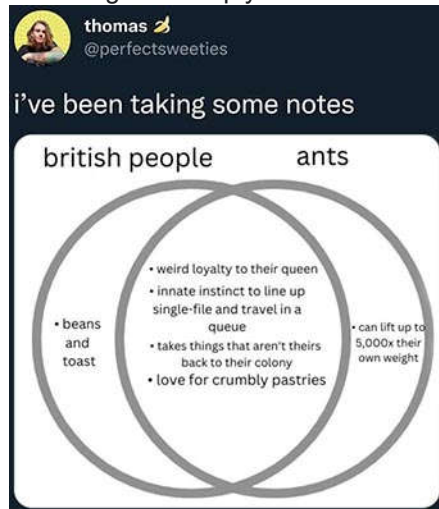 thomas 🍌
@perfectsweeties
i've been taking some notes
british people
ants
• weird loyalty to their queen
• innate instinct to line up
single-file and travel in a
queue
• takes things that aren't theirs
back to their colony
• love for crumbly pastries
• beans
and
toast
• can lift up to
5,000x their
own weight